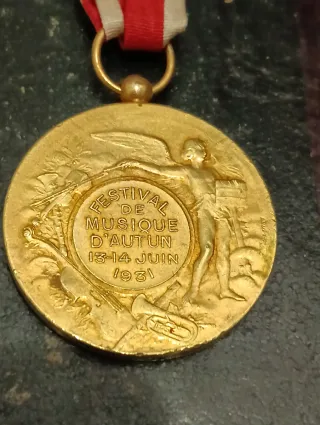 FESTIVAL
DE
MUSIQUE
D'AUTUN
13-14 JUIN
1931